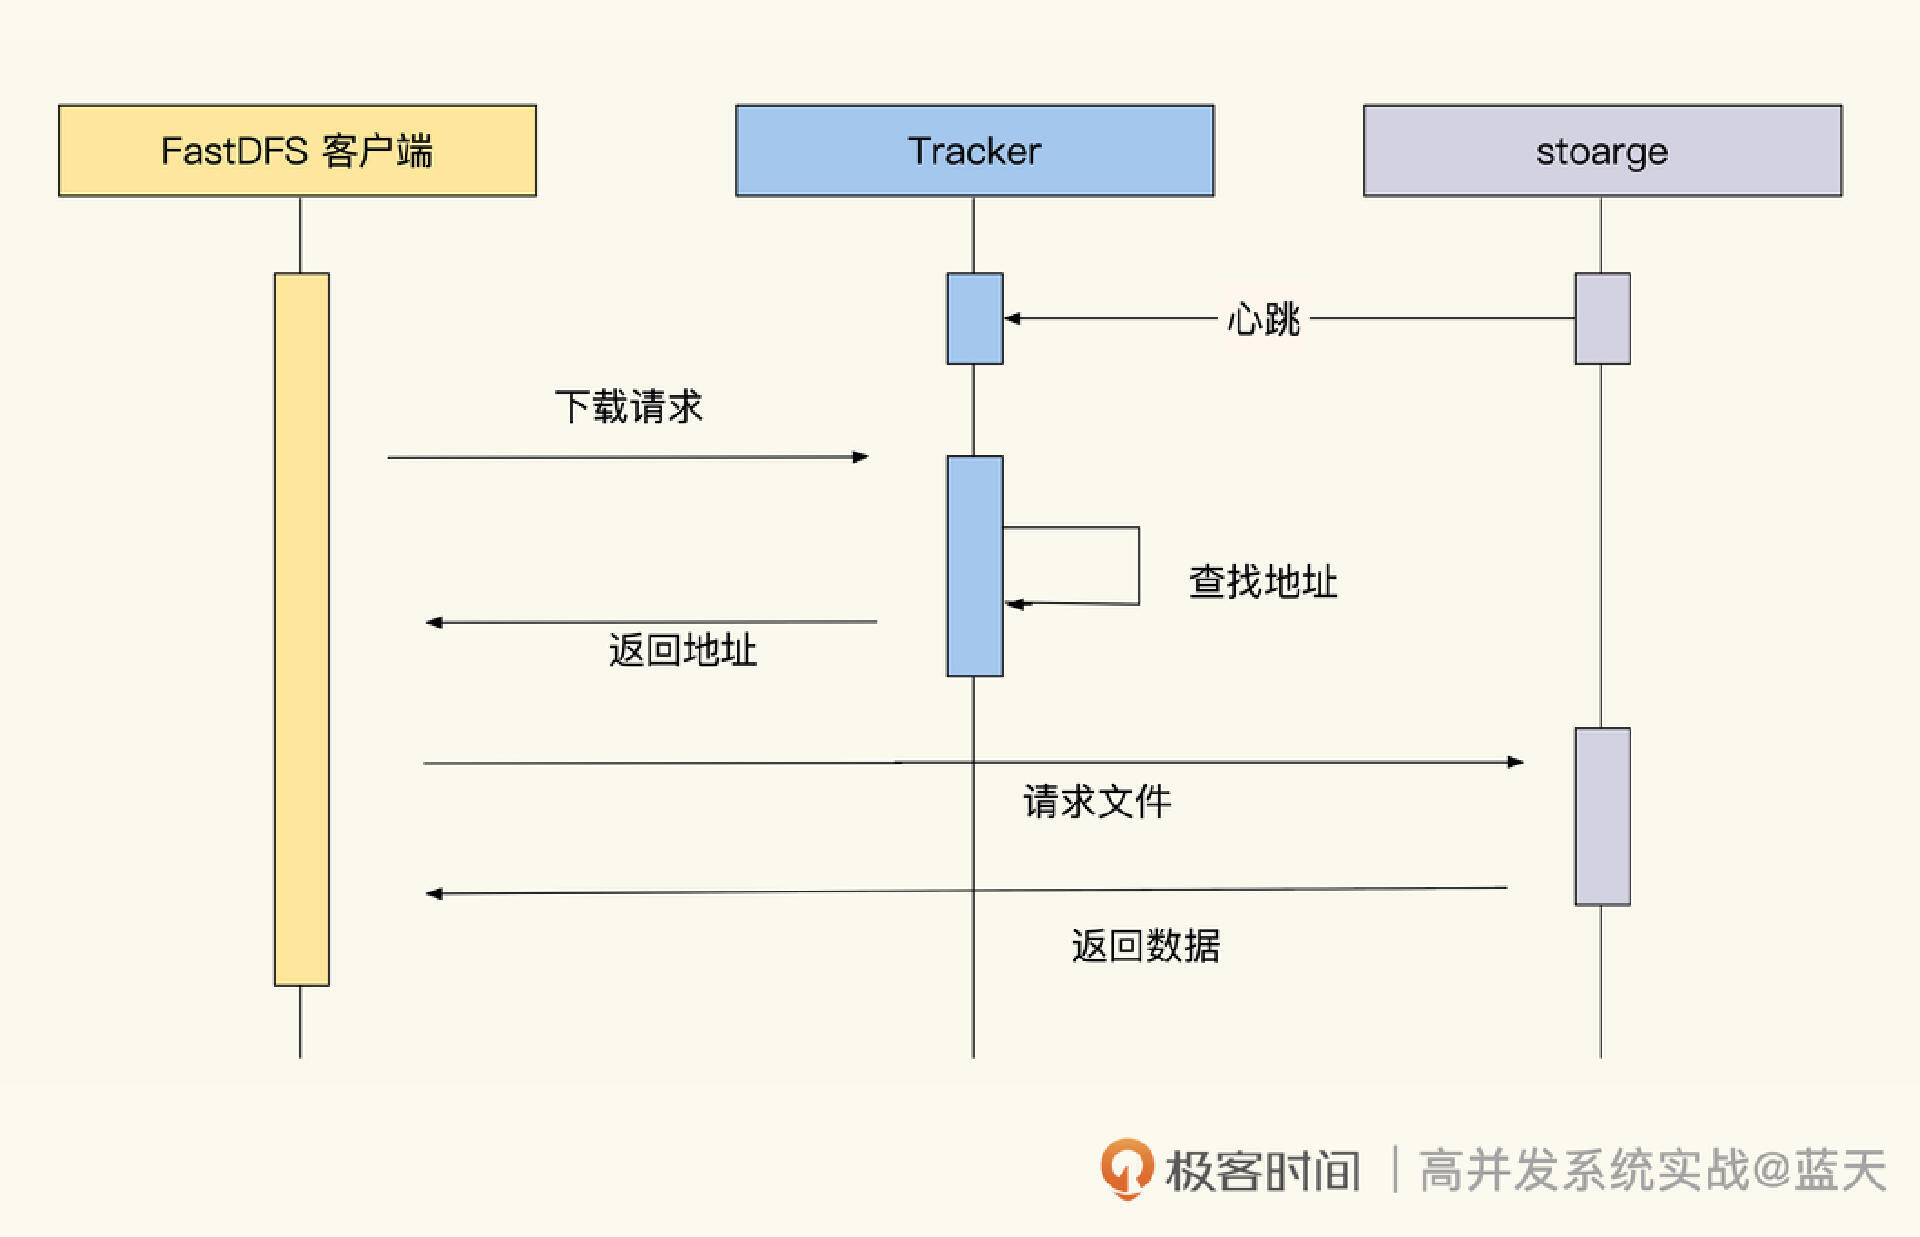 FastDFS 客户端
Tracker
stoarge
心跳
下载请求
查找地址
返回地址
请求文件
返回数据
极客时间 | 高并发系统实战@蓝天